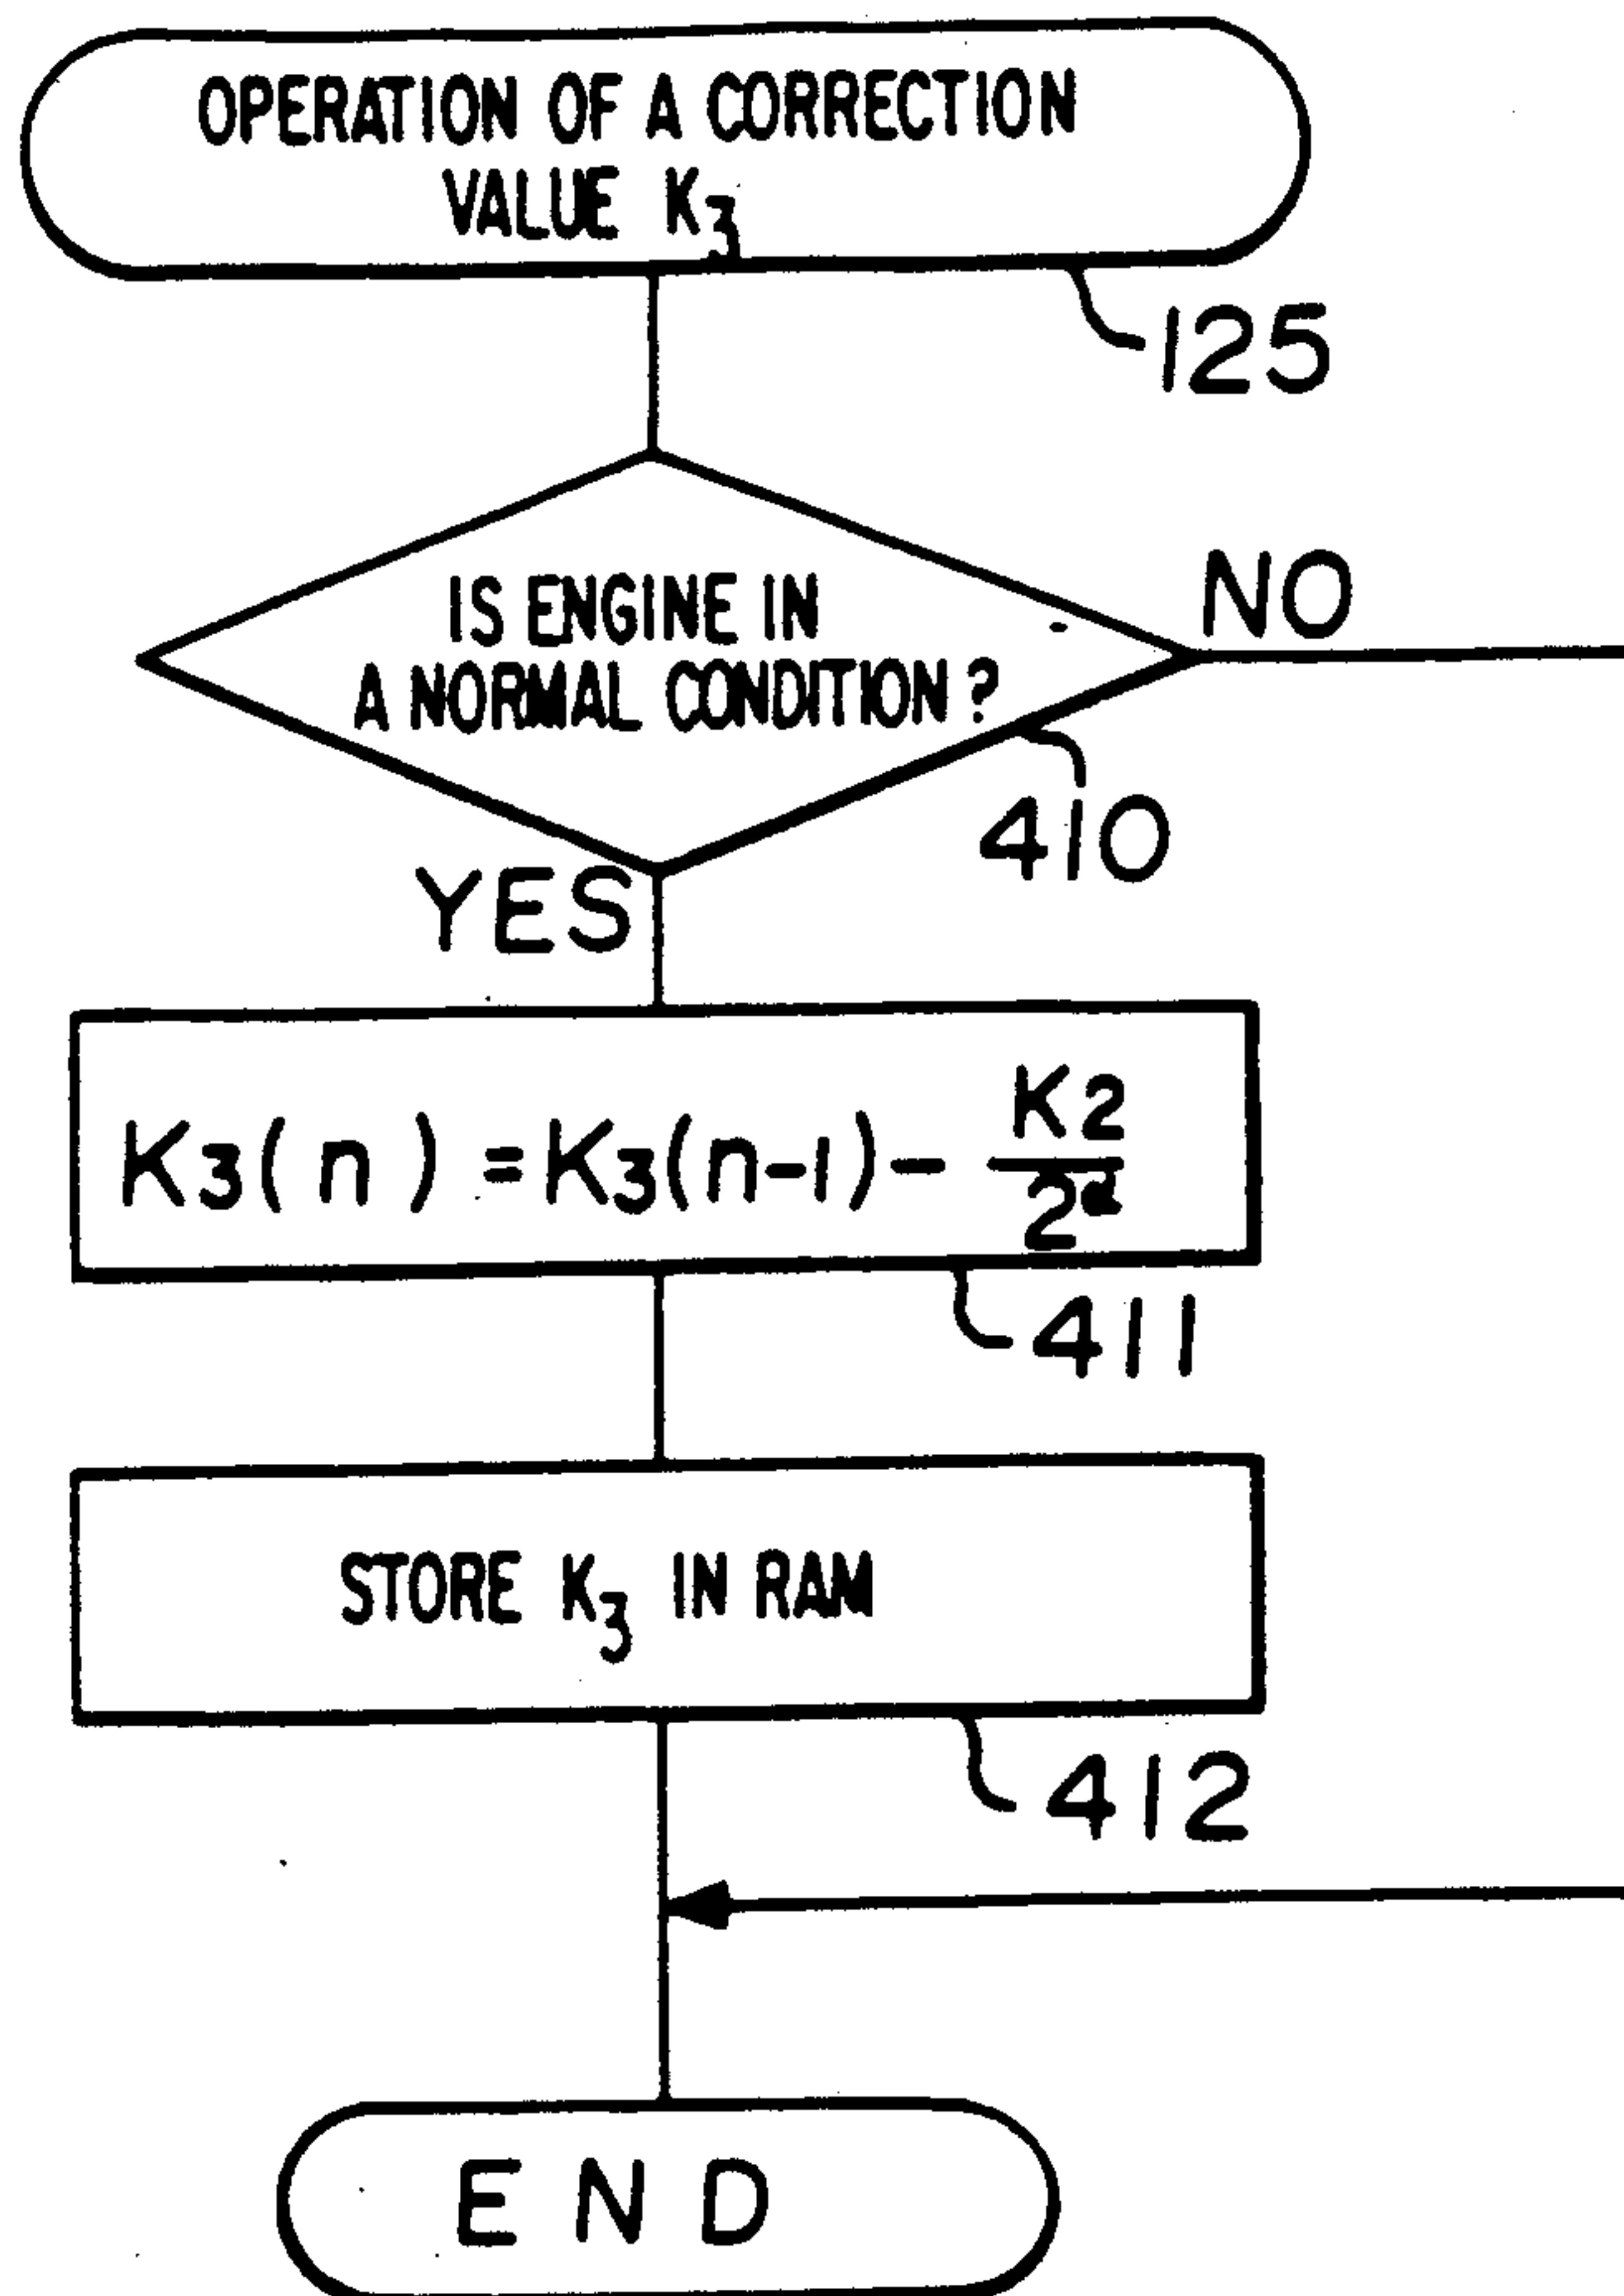 OPERATION OF A CORRECTION
VALUE K₃
125
IS ENGINE IN
A NORMAL CONDITION ?
NO
410
YES
K₃(n) = K₃(n-1) - K2/2^α
411
STORE K₃ IN RAM
412
END